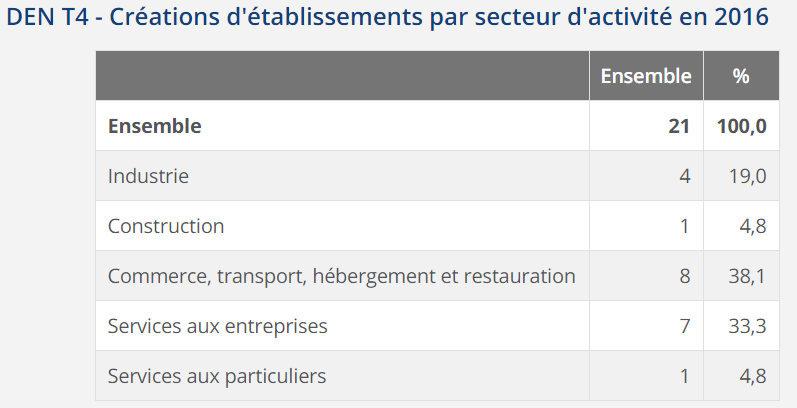 DEN T4 - Créations d'établissements par secteur d'activité en 2016
Ensemble %
Ensemble 21 100,0
Industrie 4 19,0
Construction 1 4,8
Commerce, transport, hébergement et restauration 8 38,1
Services aux entreprises 7 33,3
Services aux particuliers 1 4,8